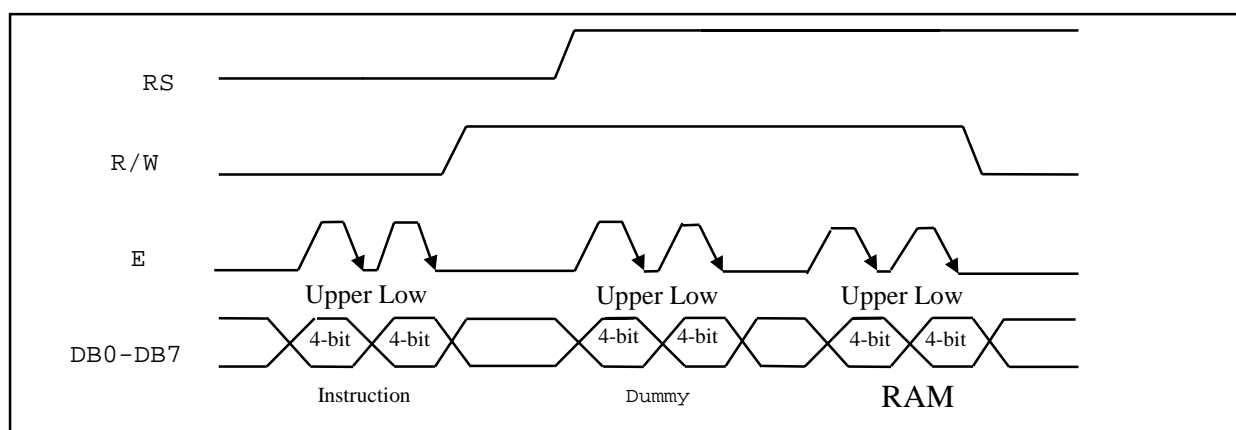 RS
R/W
E
Upper Low Upper Low Upper Low
DB0-DB7 4-bit 4-bit 4-bit 4-bit 4-bit 4-bit
Instruction Dummy RAM